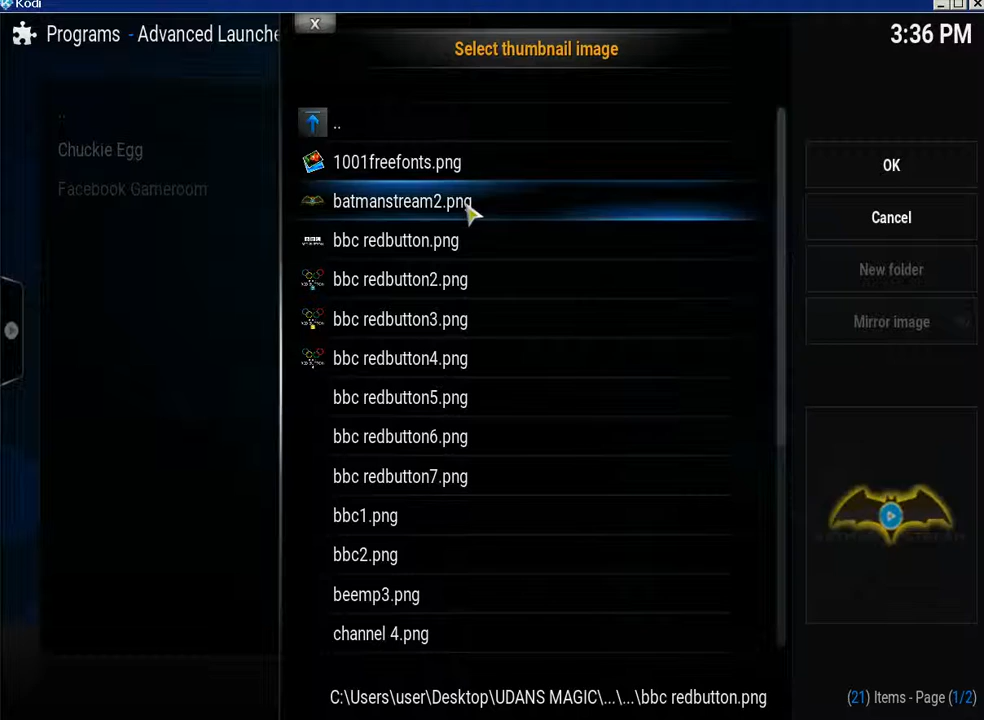 Kodi
Programs - Advanced Launche
X
Select thumbnail image
3:36 PM
..
Chuckie Egg
Facebook Gameroom
..
1001freefonts.png
batmanstream2.png
bbc redbutton.png
bbc redbutton2.png
bbc redbutton3.png
bbc redbutton4.png
bbc redbutton5.png
bbc redbutton6.png
bbc redbutton7.png
bbc1.png
bbc2.png
beemp3.png
channel 4.png
OK
Cancel
New folder
Mirror image
C:\Users\user\Desktop\UDANS MAGIC\...\...\bbc redbutton.png
(21) Items - Page (1/2)